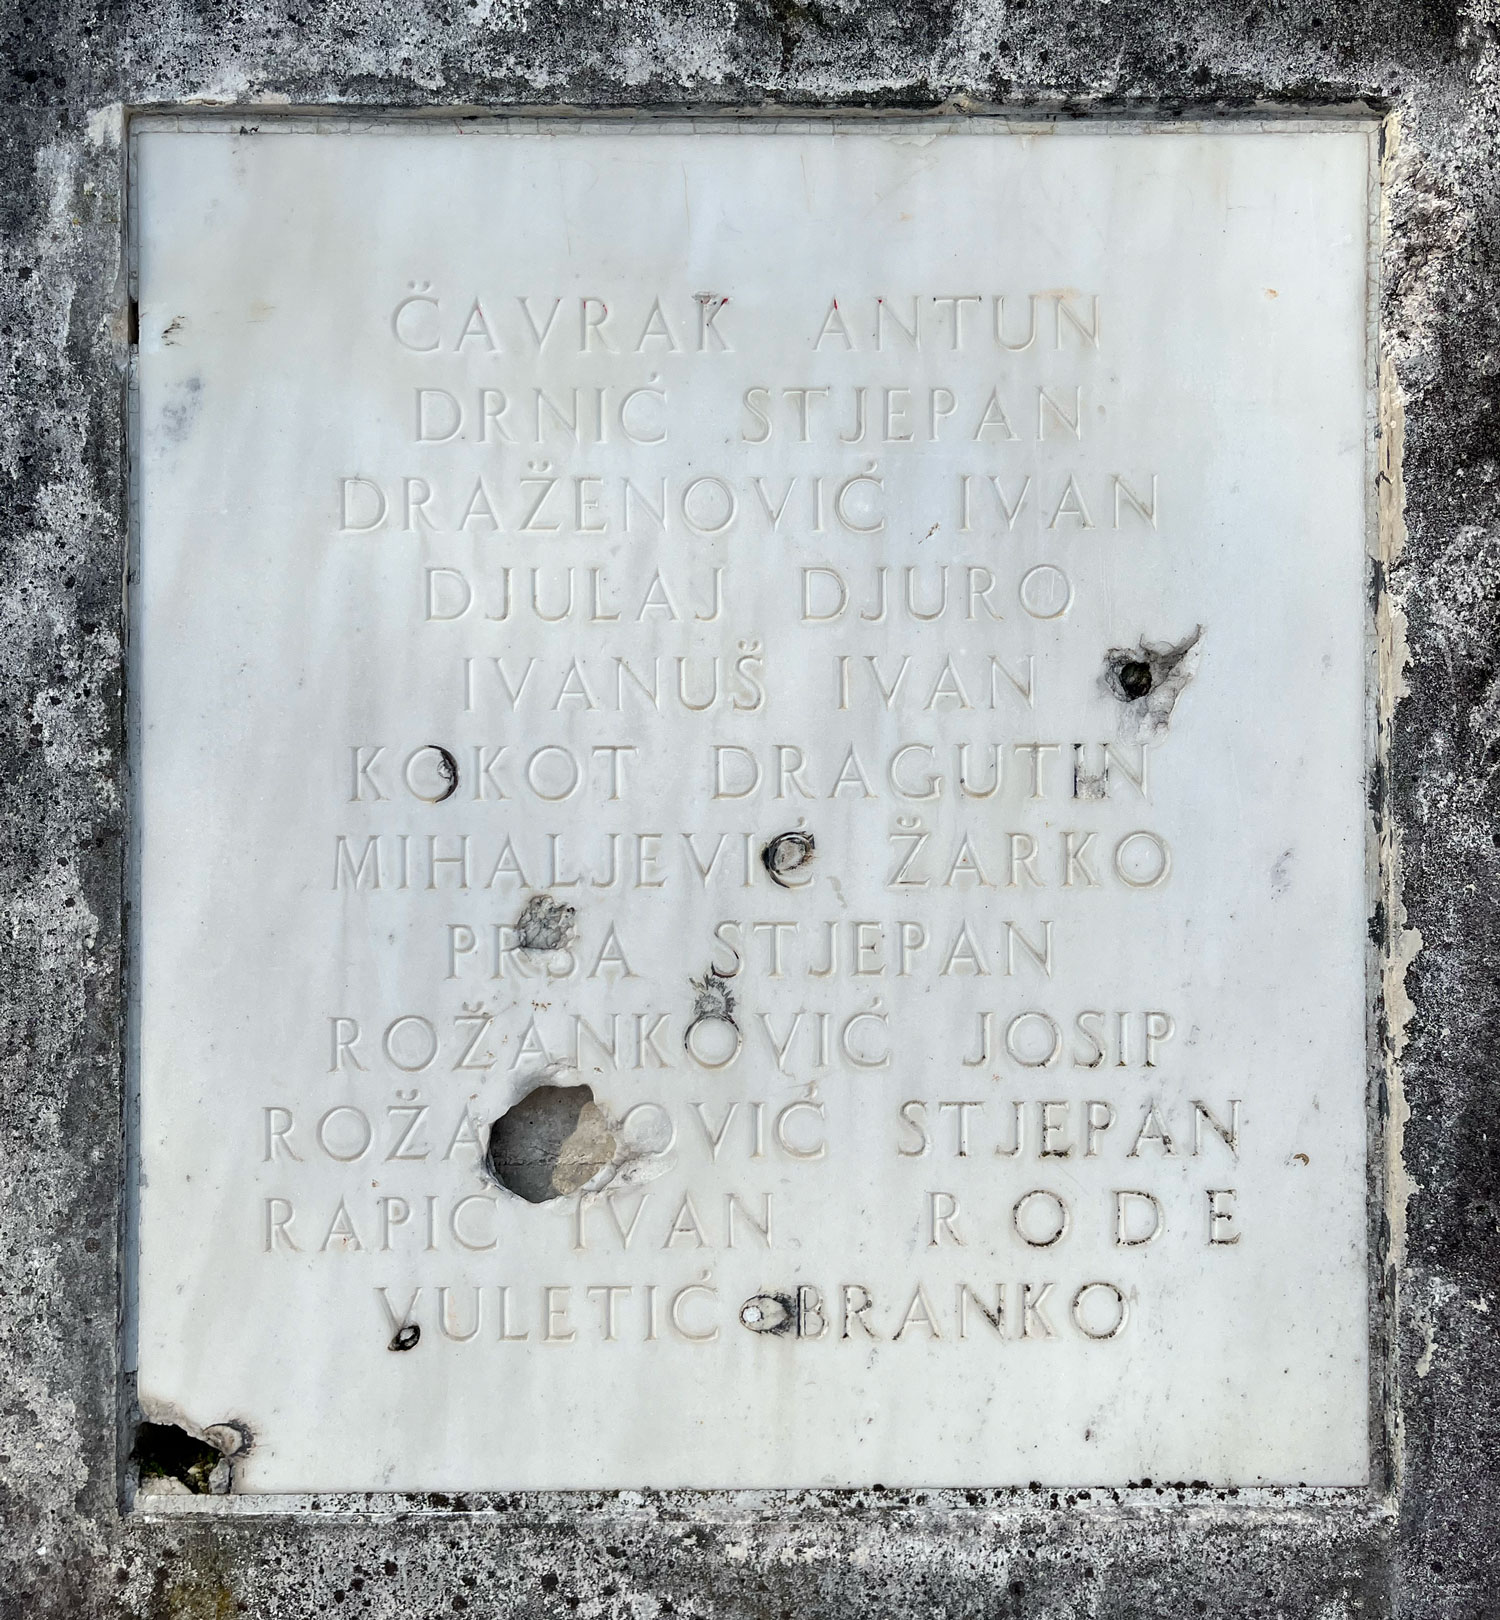 ČAVRAK ANTUN
DRNIĆ STJEPAN
DRAŽENOVIĆ IVAN
DJULAJ DJURO
IVANUŠ IVAN
KOKOT DRAGUTIN
MIHALJEVIĆ ŽARKO
PRŠA STJEPAN
ROŽANKOVIĆ JOSIP
STJEPAN
RAPIC IVAN RODE
VULETIĆ BRANKO